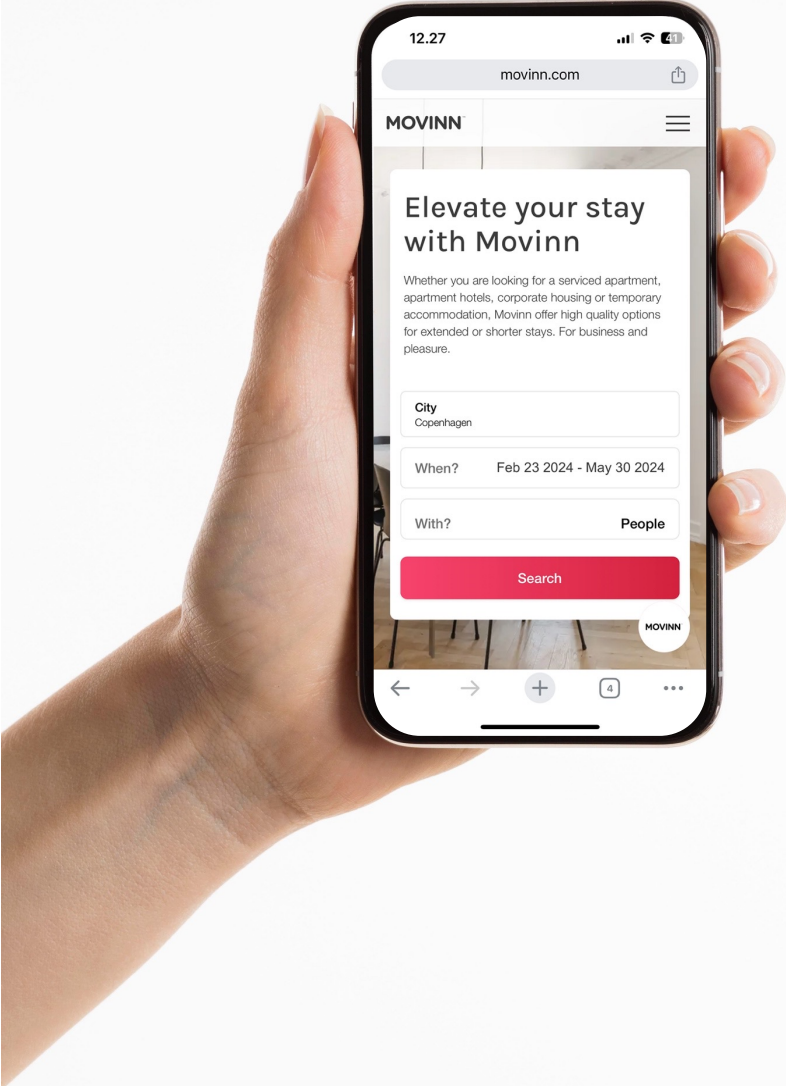 12.27
41
movinn.com
MOVINN
Elevate your stay
with Movinn
Whether you are looking for a serviced apartment,
apartment hotels, corporate housing or temporary
accommodation, Movinn offer high quality options
for extended or shorter stays. For business and
pleasure.
City
Copenhagen
When? Feb 23 2024 - May 30 2024
With? People
Search
MOVINN
4